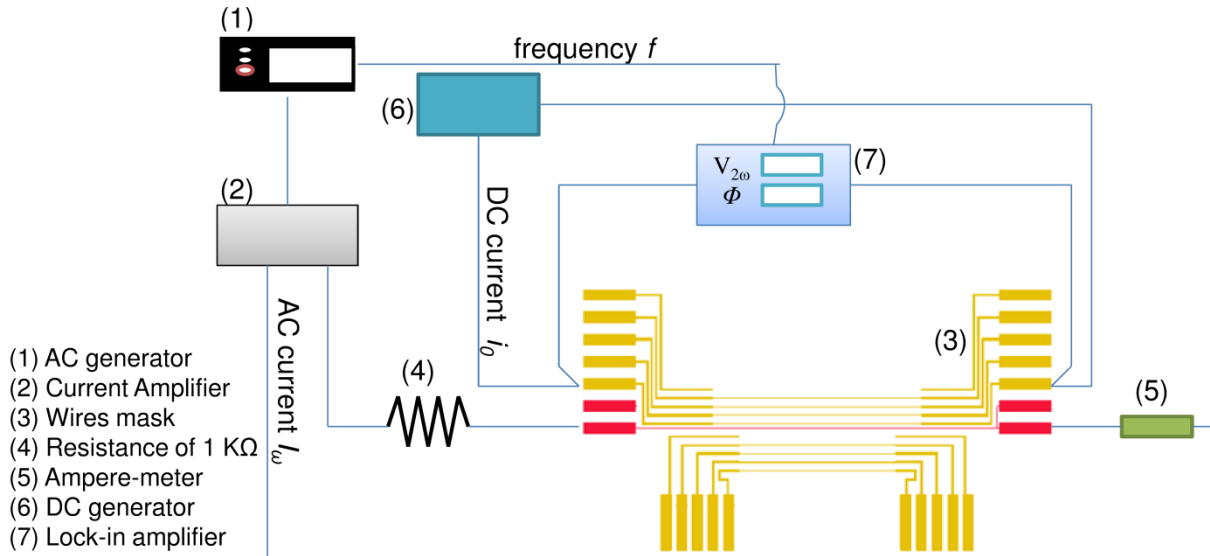 (1)
frequency f
(6)
(7)
V2ω
Φ
(2)
DC current i0
AC current Iω
(3)
(4)
(5)
(1) AC generator
(2) Current Amplifier
(3) Wires mask
(4) Resistance of 1 KΩ
(5) Ampere-meter
(6) DC generator
(7) Lock-in amplifier